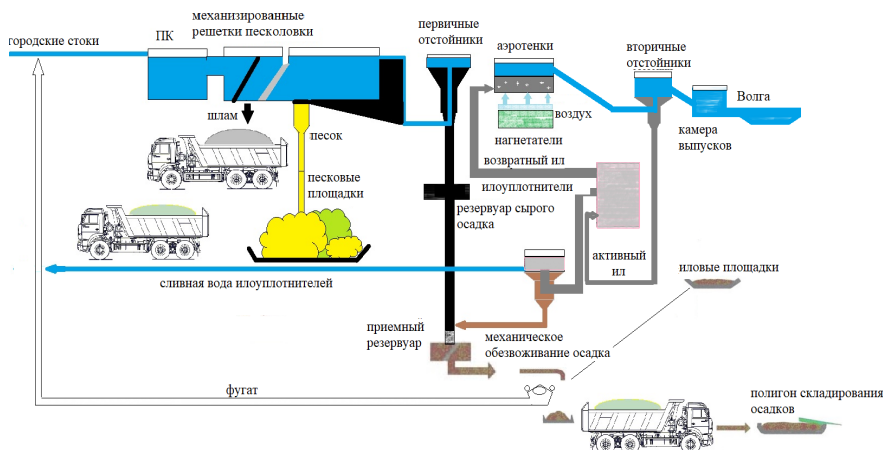 городские стоки
ПК
механизированные
решетки песколовки
первичные
отстойники
аэротенки
вторичные
отстойники
Волга
камера
выпусков
шлам
песок
песковые
площадки
воздух
нагнетатели
возвратный ил
илоуплотнители
резервуар сырого
осадка
активный
ил
иловые площадки
сливная вода илоуплотнителей
приемный
резервуар
механическое
обезвоживание осадка
фугат
полигон складирования
осадков